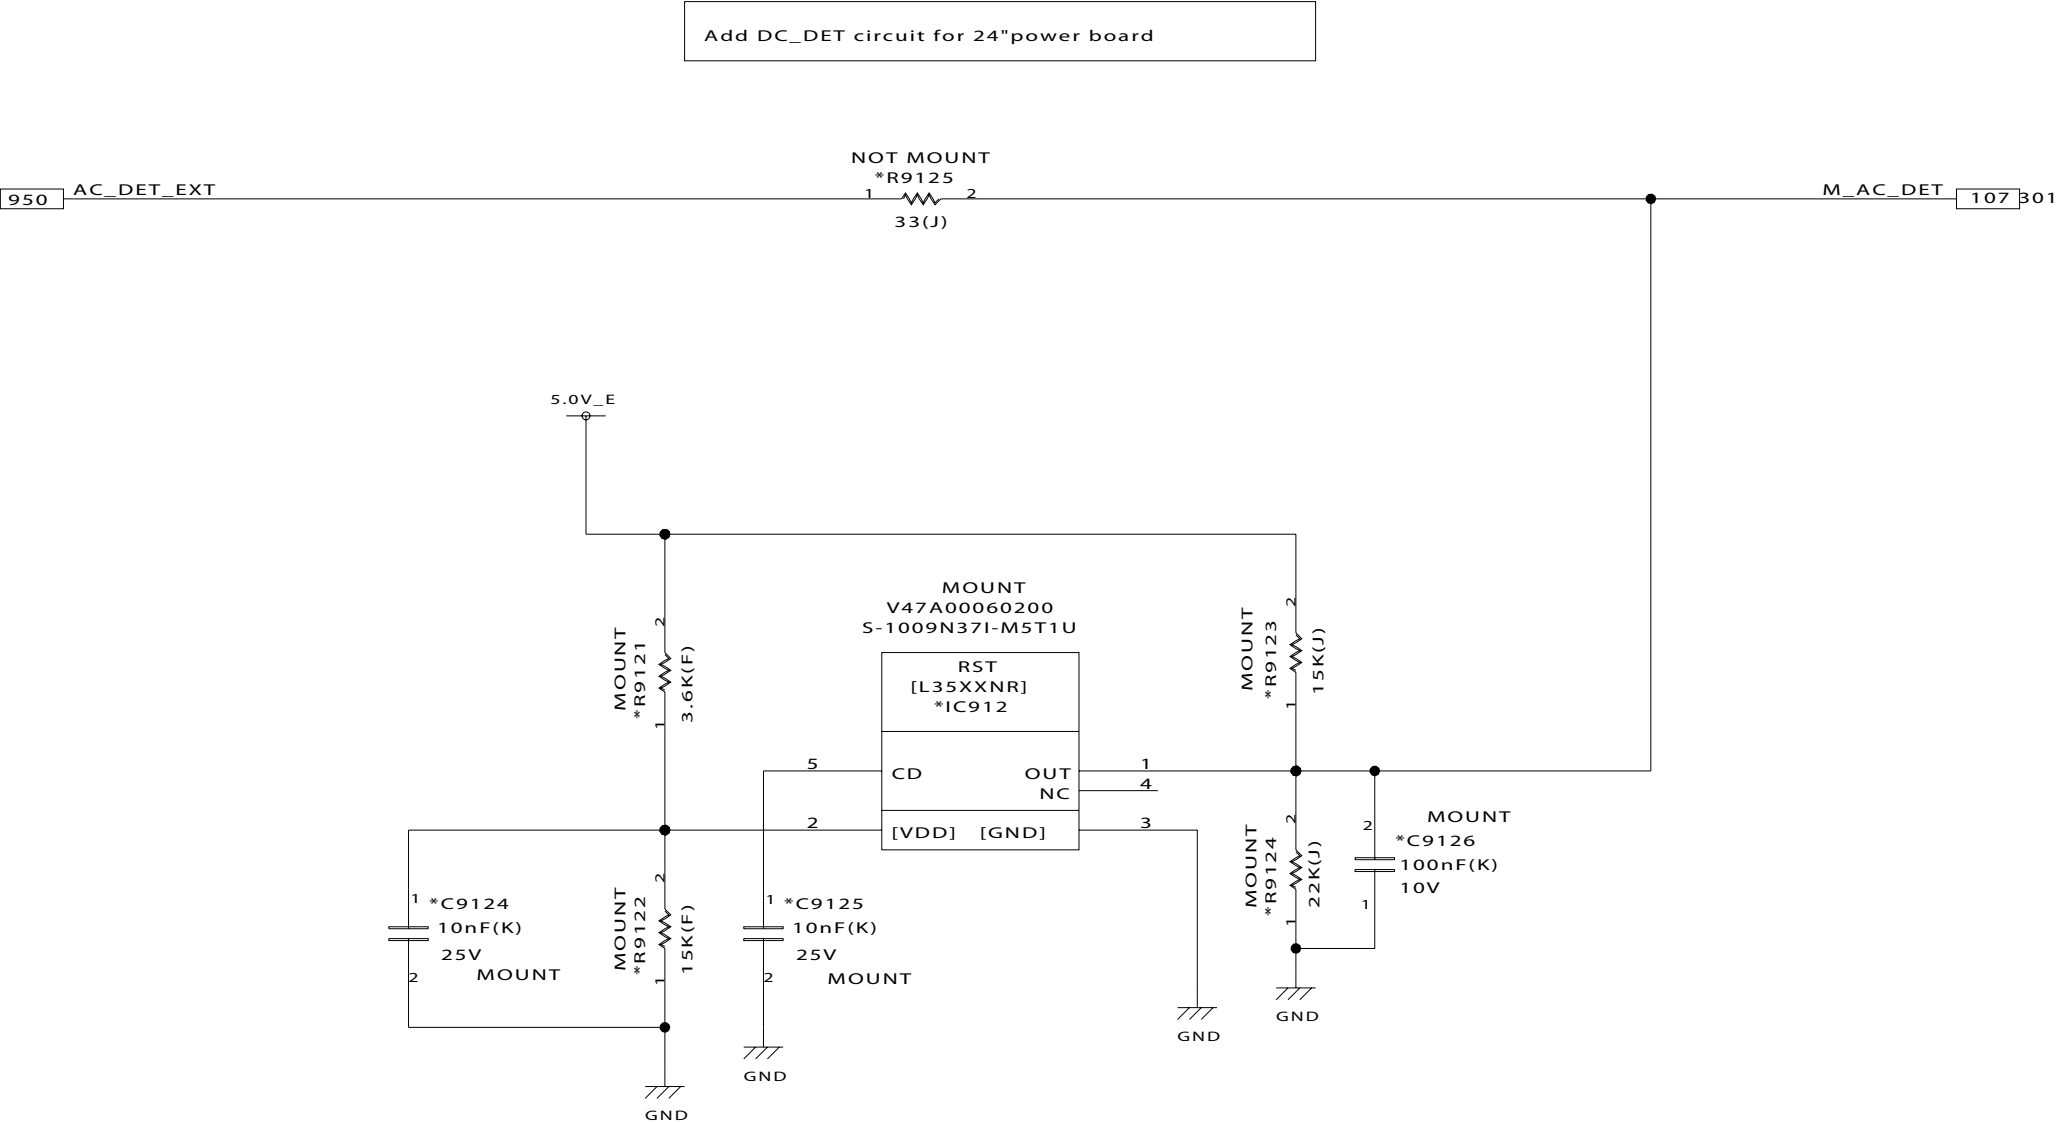 Add DC_DET circuit for 24"power board
NOT MOUNT
*R9125
950
AC_DET_EXT
1
2
33(J)
M_AC_DET
107
301
5.0V_E
MOUNT
V47A00060200
S-1009N37I-M5T1U
RST
[L35XXNR]
*IC912
MOUNT
*R9121
2
1
3.6K(F)
MOUNT
*R9123
2
1
15K(J)
5
CD
OUT
1
NC
4
2
[VDD]
[GND]
3
MOUNT
*R9124
2
1
22K(J)
MOUNT
2
*C9126
100nF(K)
10V
1
1
*C9124
10nF(K)
25V
MOUNT
2
MOUNT
*R9122
2
1
15K(F)
1
*C9125
10nF(K)
25V
MOUNT
2
GND
GND
GND
GND